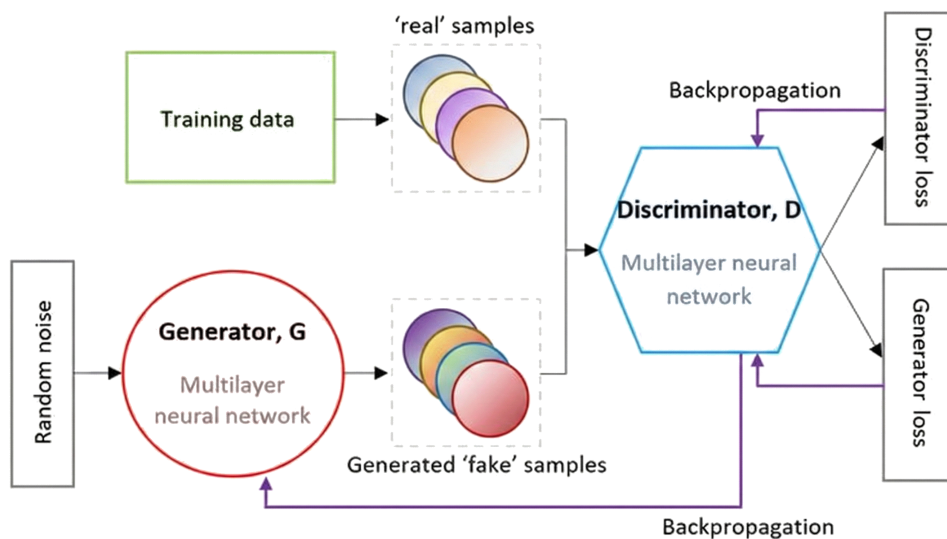 'real' samples
Training data
Backpropagation
Discriminator loss
Discriminator, D
Multilayer neural
network
Random noise
Generator, G
Multilayer
neural network
Generated 'fake' samples
Generator loss
Backpropagation